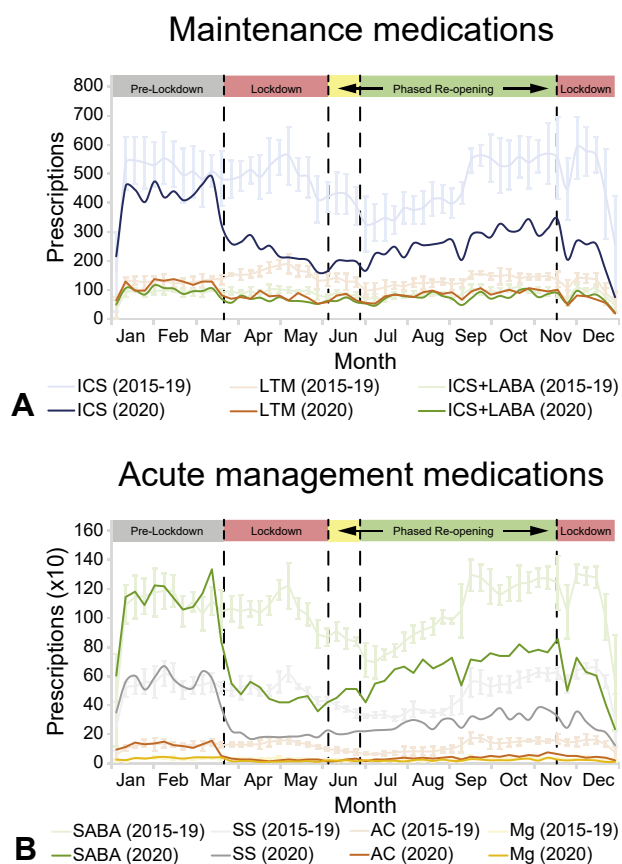 Maintenance medications
Pre-Lockdown Lockdown Phased Re-opening Lockdown
Prescriptions
800
700
600
500
400
300
200
100
0
Jan Feb Mar Apr May Jun Jul Aug Sep Oct Nov Dec
Month
A
ICS (2015-19) LTM (2015-19) ICS+LABA (2015-19)
ICS (2020) LTM (2020) ICS+LABA (2020)
Acute management medications
Pre-Lockdown Lockdown Phased Re-opening Lockdown
Prescriptions (x10)
160
140
120
100
80
60
40
20
0
Jan Feb Mar Apr May Jun Jul Aug Sep Oct Nov Dec
Month
B
SABA (2015-19) SS (2015-19) AC (2015-19) Mg (2015-19)
SABA (2020) SS (2020) AC (2020) Mg (2020)